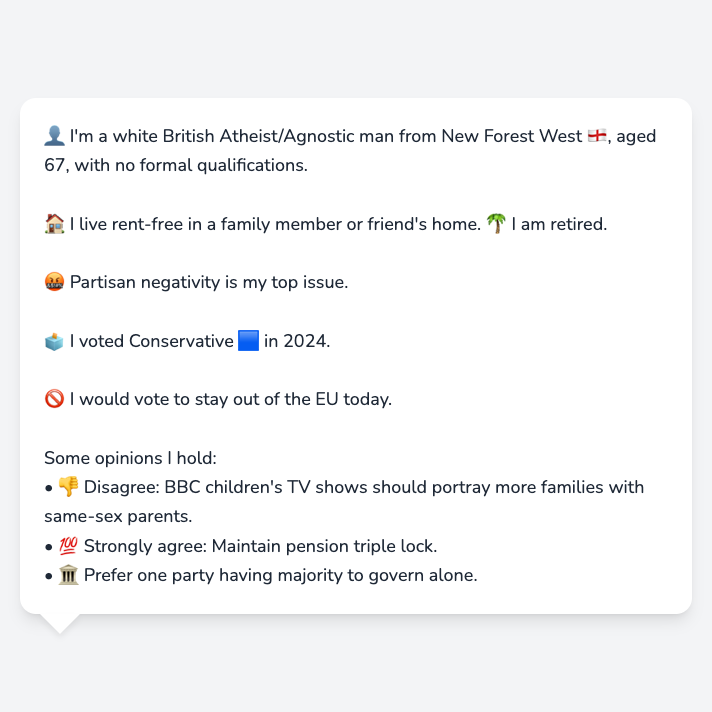 👤 I'm a white British Atheist/Agnostic man from New Forest West 🏴󠁧󠁢󠁥󠁮󠁧󠁿, aged
67, with no formal qualifications.
🏠 I live rent-free in a family member or friend's home. 🌴 I am retired.
🤬 Partisan negativity is my top issue.
🗳️ I voted Conservative 🟦 in 2024.
🚫 I would vote to stay out of the EU today.
Some opinions I hold:
• 👎 Disagree: BBC children's TV shows should portray more families with
same-sex parents.
• 💯 Strongly agree: Maintain pension triple lock.
• 🏛️ Prefer one party having majority to govern alone.